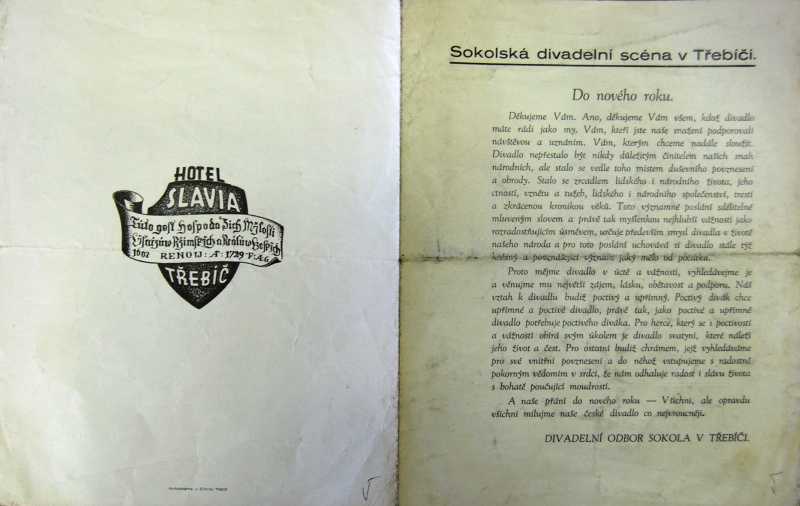 HOTEL
SLAVIA
Tůto gest Hospoda Gich Milosti
Cýsařzůw Ržimských a Králůw Českých
1602 RENOW: A: 1729 F.A.6
TŘEBÍČ
Sokolská divadelní scéna v Třebíči.
Do nového roku.
Děkujeme Vám. Ano, děkujeme Vám všem, kdož divadlo
máte rádi jako my. Vám, kteří jste naše snažení podporovali
návštěvou a uznáním. Vám, kterým chceme nadále sloužit.
Divadlo nepřestalo být nikdy důležitým činitelem našich snah
národních, ale stalo se vedle toho místem duševního povznesení
a obrody. Stalo se zrcadlem lidského i národního života, jeho
ctností, vznětu a tužeb, lidského i národního společenství, trestí
a zkrácenou kronikou věků. Toto významné poslání sdělitelné
mluveným slovem a právě tak myšlenkou nejhlubší vážnosti jako
rozradostňujícím úsměvem, určuje především smysl divadla v životě
našeho národa a pro toto poslání uchovává si divadlo stále týž
krásný a povznášející význam jaký mělo od počátku.
Proto mějme divadlo v úctě a vážnosti, vyhledávejme je
a věnujme mu největší zájem, lásku, obětavost a podporu. Náš
vztah k divadlu budiž poctivý a upřímný. Poctivý divák chce
upřímné a poctivé divadlo, právě tak, jako poctivé a upřímné
divadlo potřebuje poctivého diváka. Pro herce, který se s poctivostí
a vážností obírá svým úkolem je divadlo svatyní, které náleží
jeho život a čest. Pro ostatní budiž chrámem, jejž vyhledáváme
pro své vnitřní povznesení a do něhož vstupujeme s radostně
pokorným vědomím v srdci, že nám odhaluje radost i slávu života
s bohatě poučující moudrostí.
A naše přání do nového roku — Všichni, ale opravdu
všichni milujme naše české divadlo co nejvroucněji.
DIVADELNÍ ODBOR SOKOLA V TŘEBÍČI.